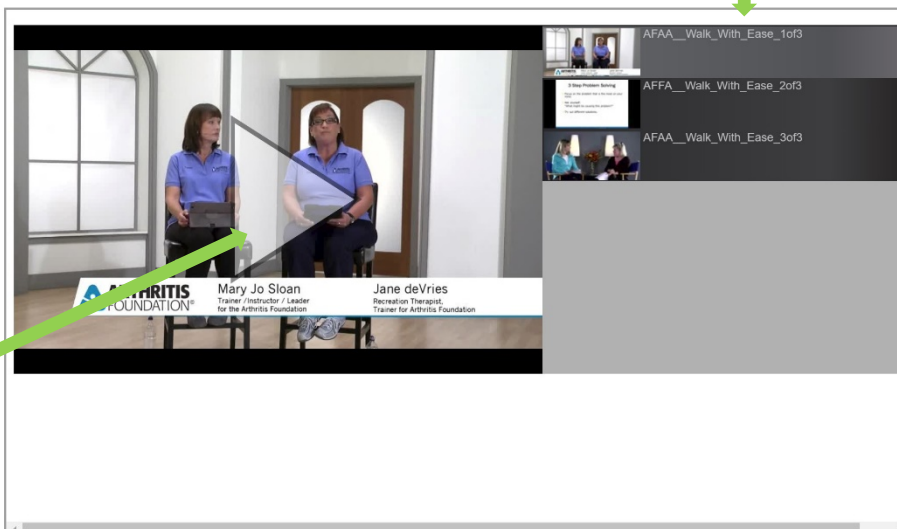 AFAA__Walk_With_Ease_1of3
AFFA__Walk_With_Ease_2of3
3 Step Problem Solving
AFAA__Walk_With_Ease_3of3
ARTHRITIS
FOUNDATION®
Mary Jo Sloan
Trainer /Instructor / Leader
for the Arthritis Foundation
Jane deVries
Recreation Therapist,
Trainer for Arthritis Foundation